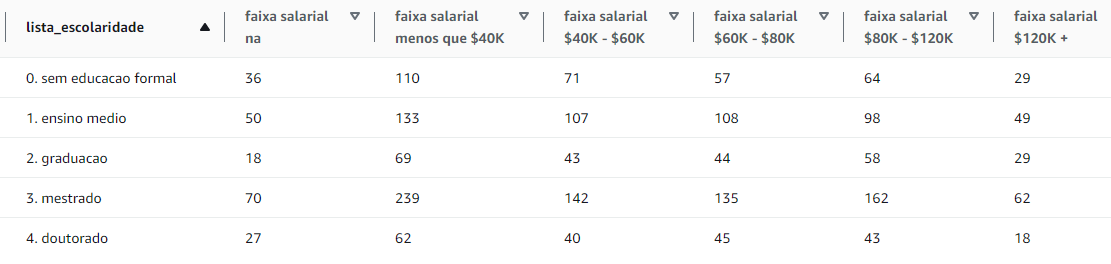 lista_escolaridade faixa salarial na faixa salarial menos que $40K faixa salarial $40K - $60K faixa salarial $60K - $80K faixa salarial $80K - $120K faixa salarial $120K +
0. sem educacao formal 36 110 71 57 64 29
1. ensino medio 50 133 107 108 98 49
2. graduacao 18 69 43 44 58 29
3. mestrado 70 239 142 135 162 62
4. doutorado 27 62 40 45 43 18